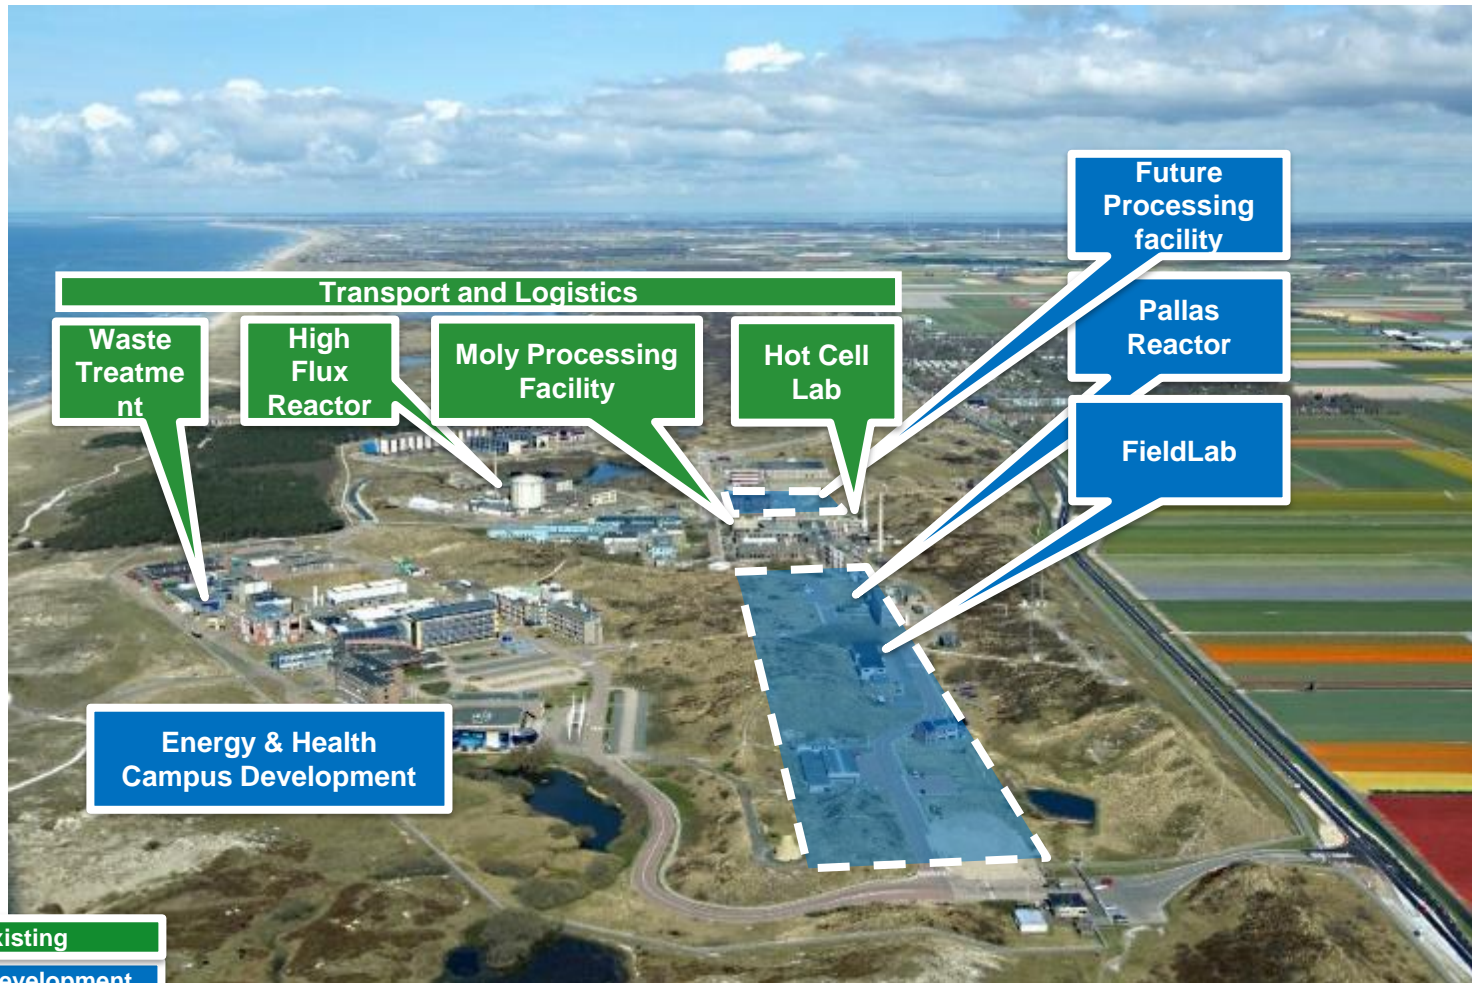 Future
Processing
facility
Transport and Logistics
Waste
Treatme
nt
High
Flux
Reactor
Moly Processing
Facility
Hot Cell
Lab
Pallas
Reactor
FieldLab
Energy & Health
Campus Development
xisting
evelopment